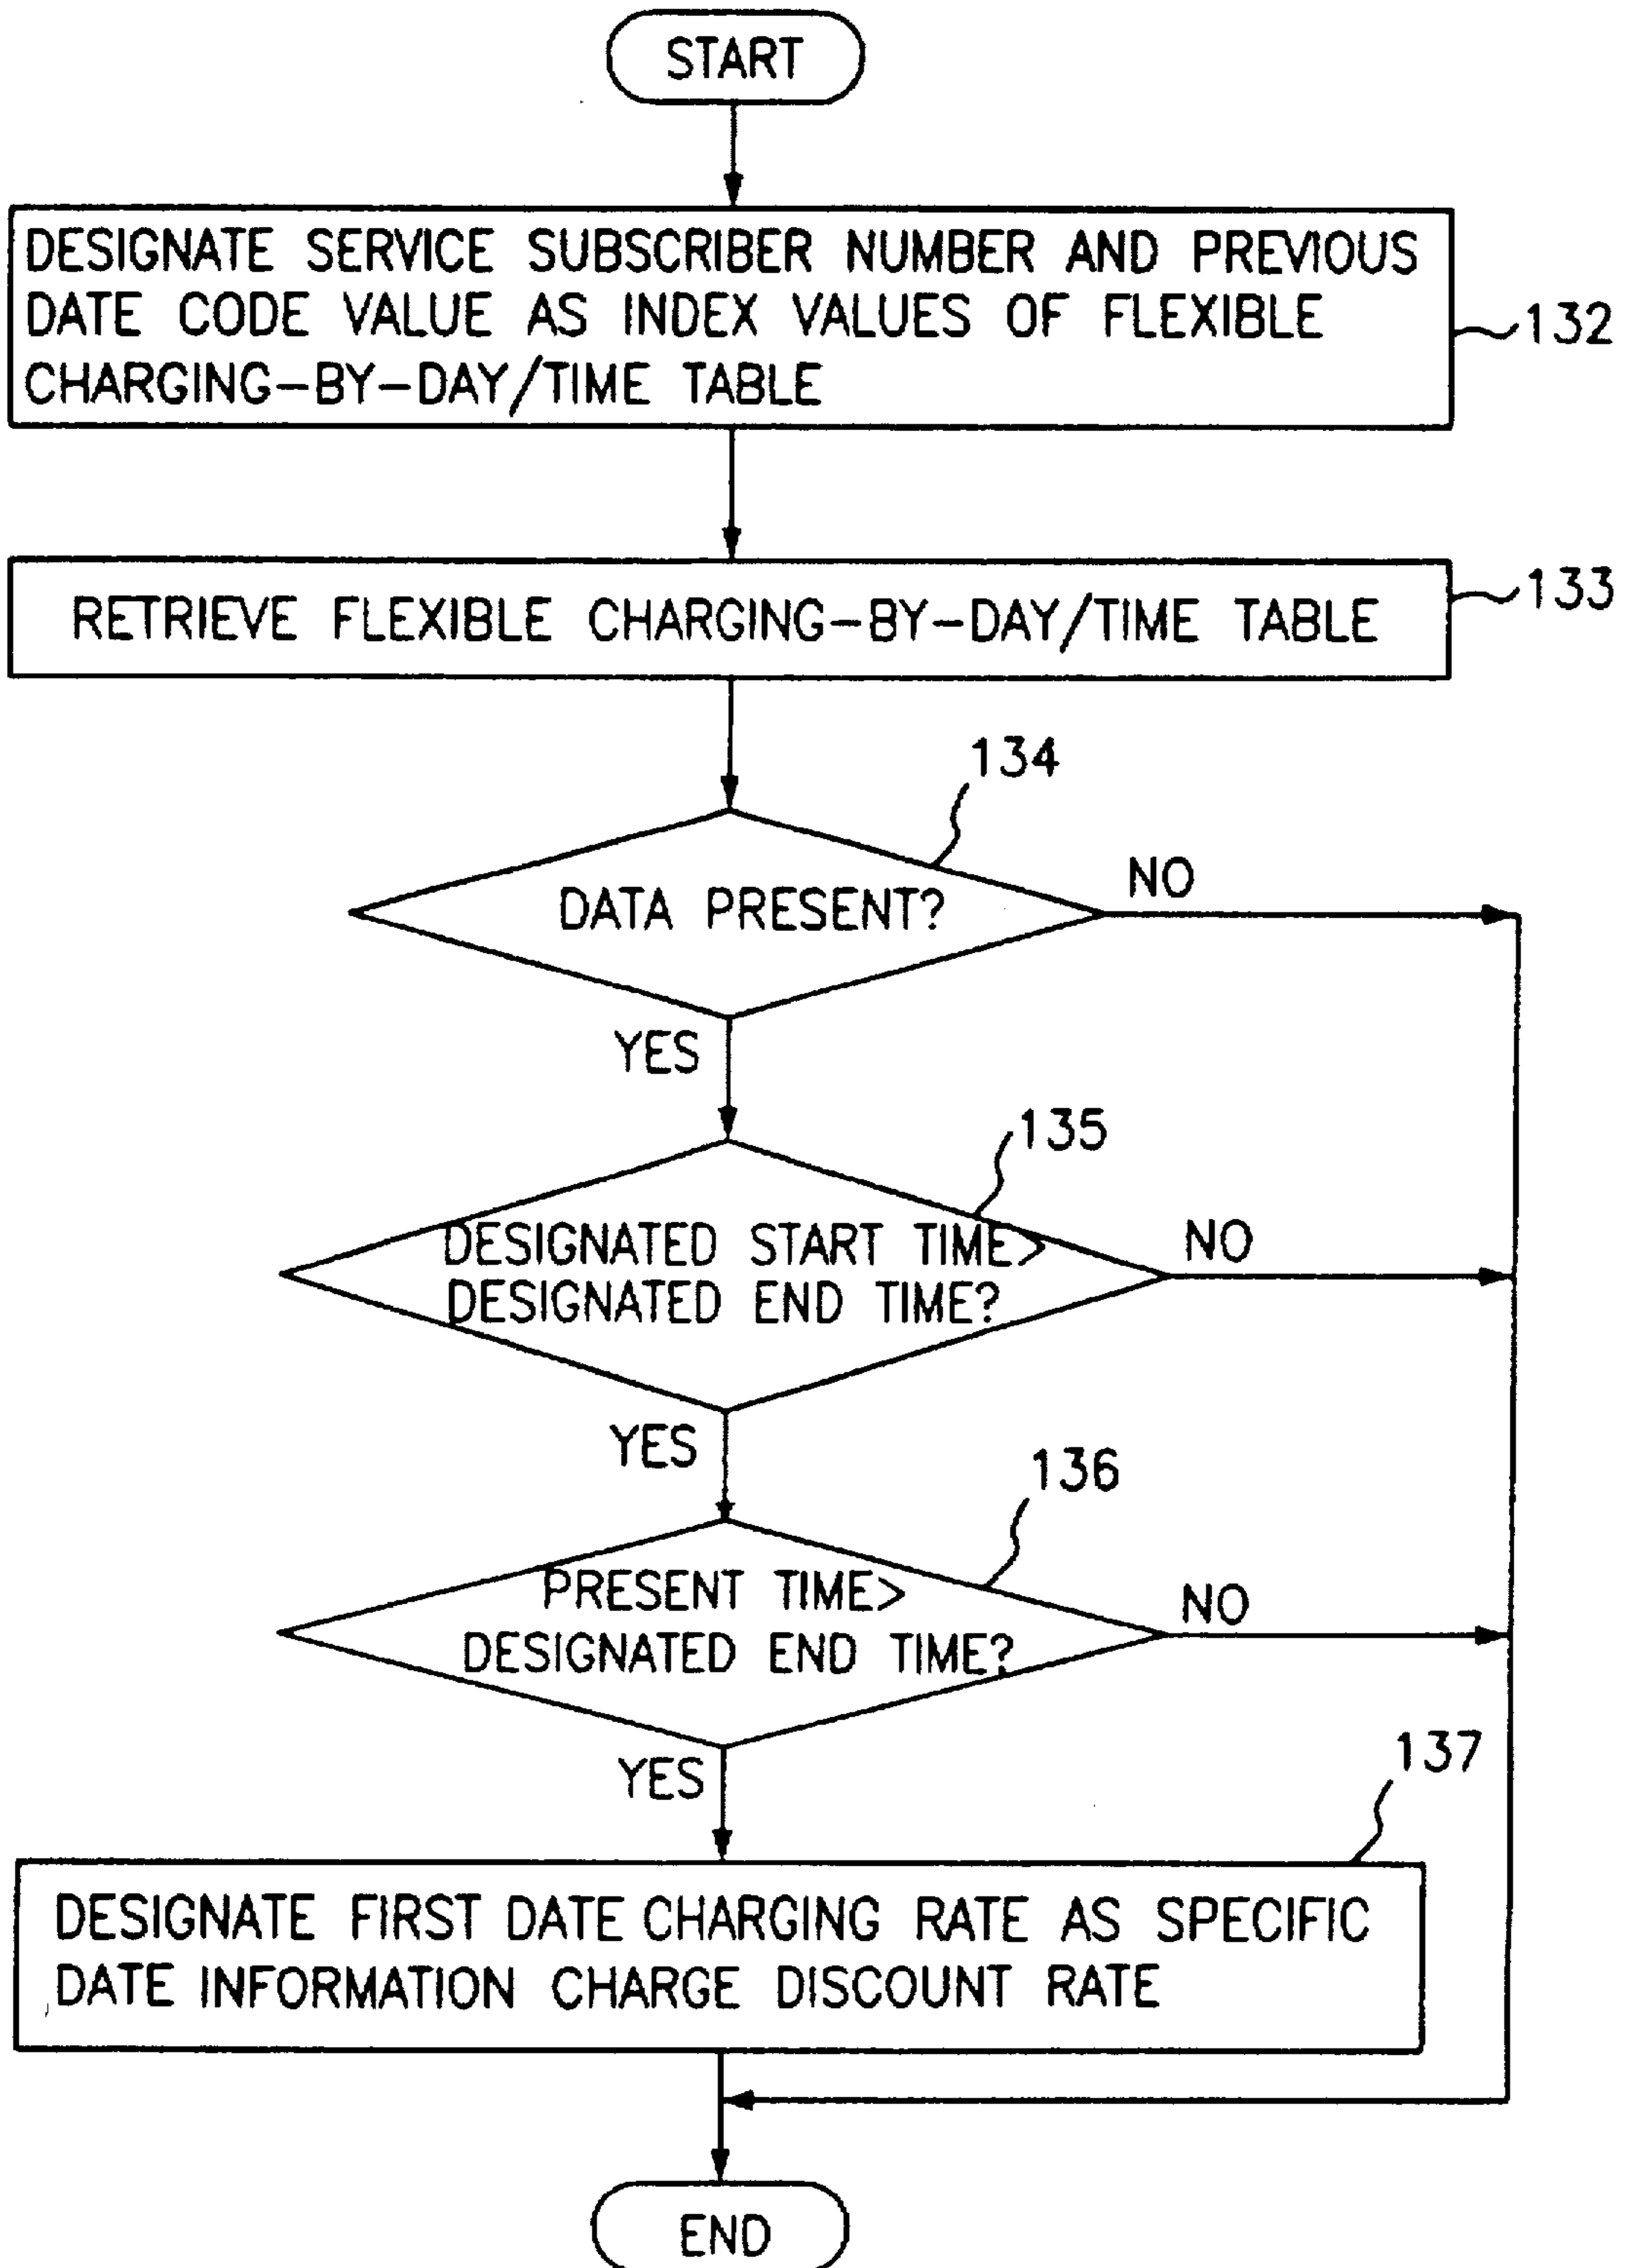 START
DESIGNATE SERVICE SUBSCRIBER NUMBER AND PREVIOUS
DATE CODE VALUE AS INDEX VALUES OF FLEXIBLE
CHARGING-BY-DAY/TIME TABLE
132
RETRIEVE FLEXIBLE CHARGING-BY-DAY/TIME TABLE
133
134
DATA PRESENT?
NO
YES
135
DESIGNATED START TIME>
DESIGNATED END TIME?
NO
YES
136
PRESENT TIME>
DESIGNATED END TIME?
NO
YES
137
DESIGNATE FIRST DATE CHARGING RATE AS SPECIFIC
DATE INFORMATION CHARGE DISCOUNT RATE
END